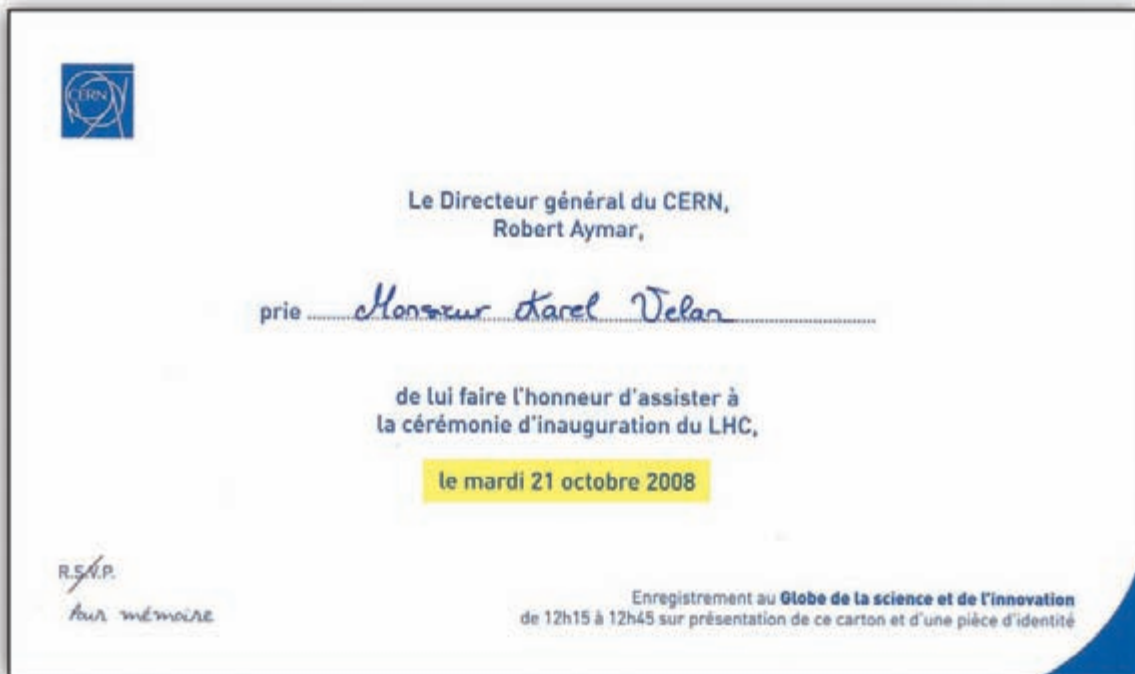 CERN
Le Directeur général du CERN,
Robert Aymar,
prie Monsieur Karel Velan
de lui faire l'honneur d'assister à
la cérémonie d'inauguration du LHC,
le mardi 21 octobre 2008
R.S.V.P.
Pour mémoire
Enregistrement au Globe de la science et de l'innovation
de 12h15 à 12h45 sur présentation de ce carton et d'une pièce d'identité